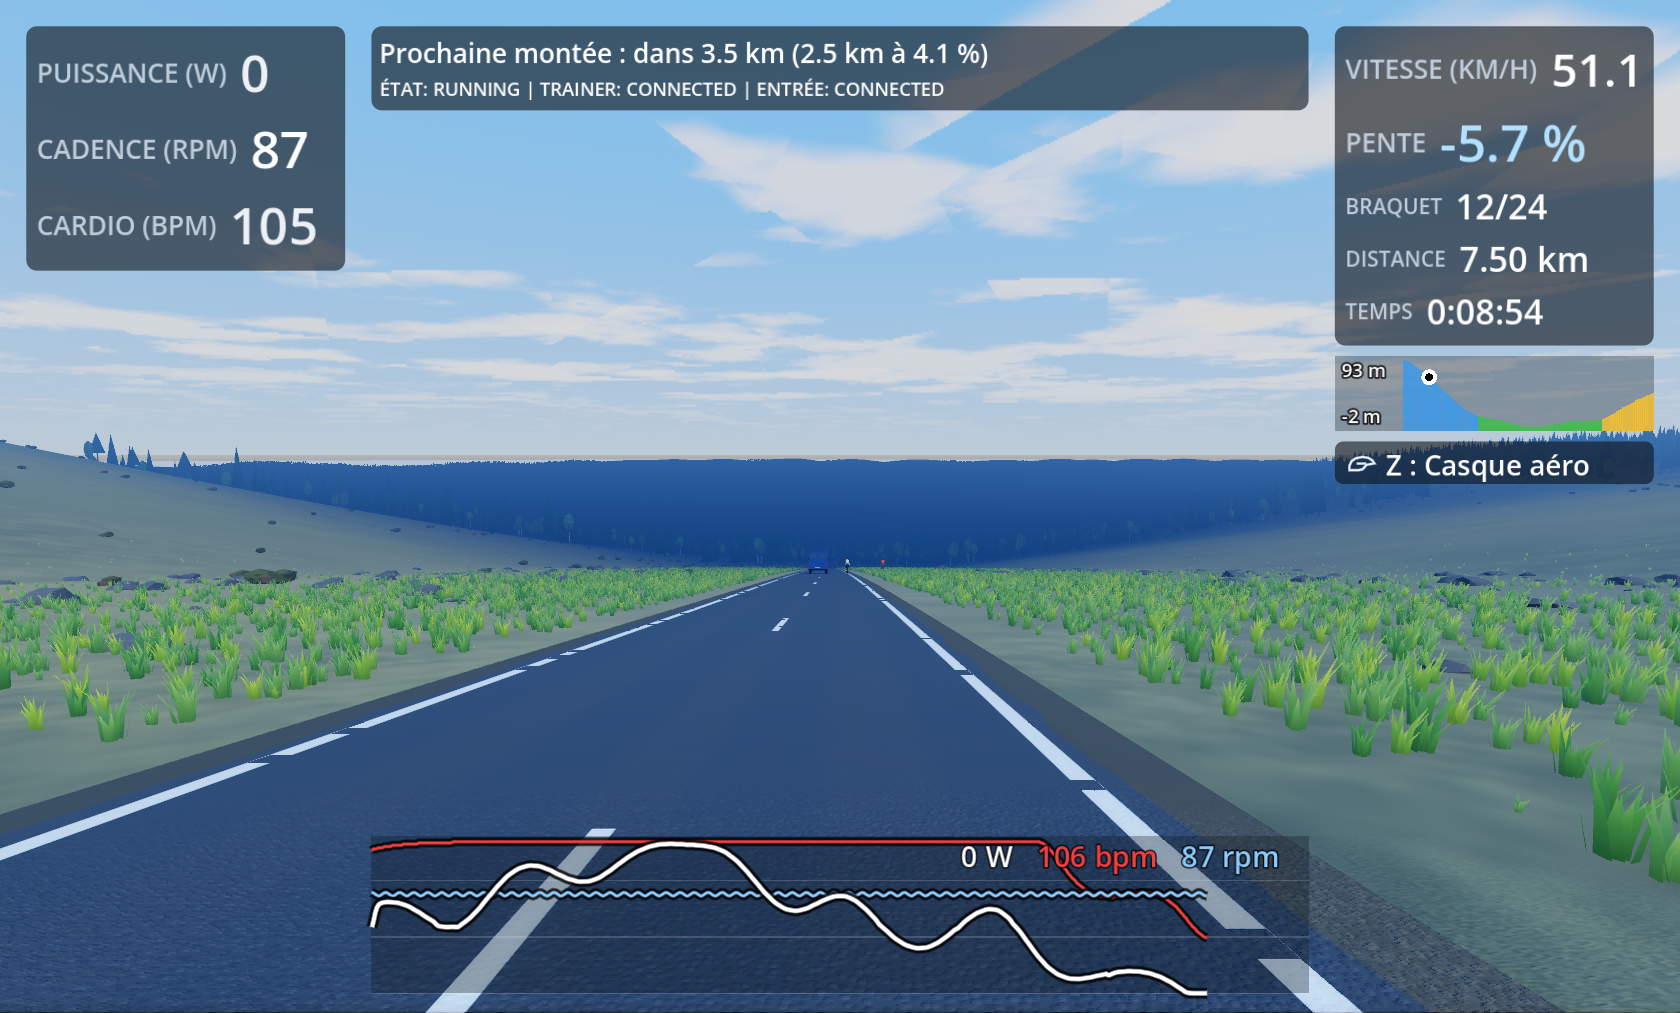 PUISSANCE (W) 0
CADENCE (RPM) 87
CARDIO (BPM) 105
Prochaine montée : dans 3.5 km (2.5 km à 4.1 %)
ÉTAT: RUNNING | TRAINER: CONNECTED | ENTRÉE: CONNECTED
VITESSE (KM/H) 51.1
PENTE -5.7 %
BRAQUET 12/24
DISTANCE 7.50 km
TEMPS 0:08:54
93 m
-2 m
Z : Casque aéro
0 W 106 bpm 87 rpm